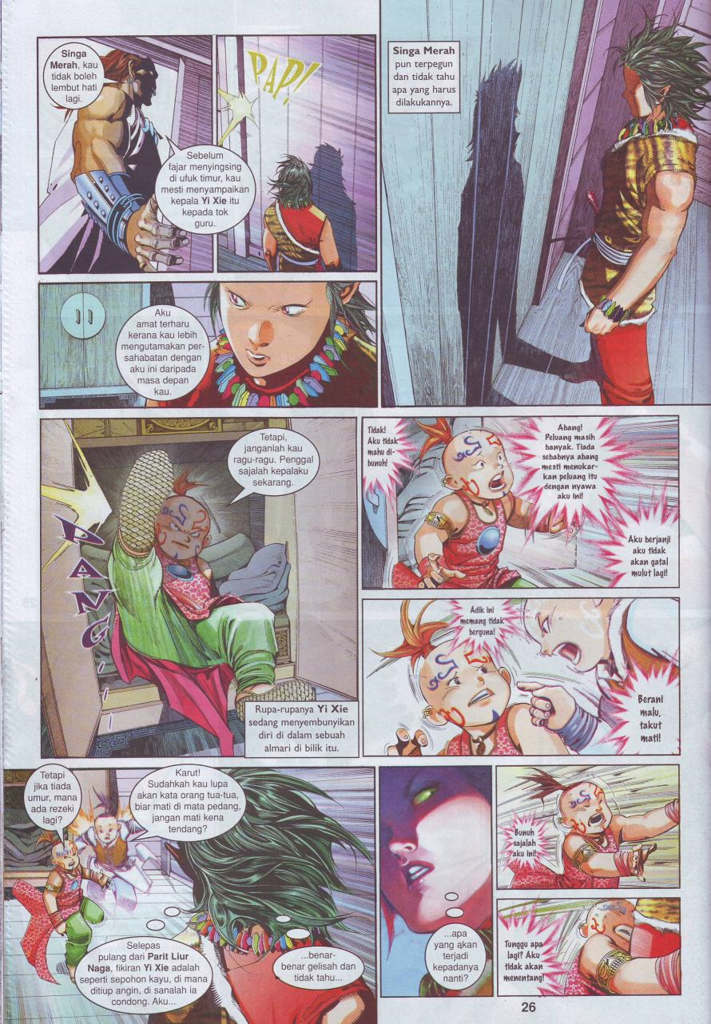 Singa
Merah, kau
tidak boleh
lembut hati
lagi.
Sebelum
fajar menyingsing
di ufuk timur, kau
mesti menyampaikan
kepala Yi Xie itu
kepada tok
guru.
PAP!
Singa Merah
pun terpegun
dan tidak tahu
apa yang harus
dilakukannya.
Aku
amat terharu
kerana kau lebih
mengutamakan per-
sahabatan dengan
aku ini daripada
masa depan
kau.
Tetapi,
janganlah kau
ragu-ragu. Penggal
sajalah kepalaku
sekarang.
PANG
Rupa-rupanya Yi Xie
sedang menyembunyikan
diri di dalam sebuah
almari di bilik itu.
Tidak!
Aku tidak
mahu di-
bunuh!
Abang!
Peluang masih
banyak. Tiada
sebabnya abang
mesti menukar-
kan peluang itu
dengan nyawa
aku ini!
Aku berjanji
aku tidak
akan gatal
mulut lagi!
Adik ini
memang tidak
berguna!
Berani
malu,
takut
mati!
Tetapi
jika tiada
umur, mana
ada rezeki
lagi?
Karut!
Sudahkah kau lupa
akan kata orang tua-tua,
biar mati di mata pedang,
jangan mati kena
tendang?
Selepas
pulang dari Parit Liur
Naga, fikiran Yi Xie adalah
seperti sepohon kayu, di mana
ditiup angin, di sanalah ia
condong. Aku...
...benar-
benar gelisah dan
tidak tahu...
...apa
yang akan
terjadi
kepadanya
nanti?
Bunuh
sajalah
aku ini!
Tunggu apa
lagi? Aku
tidak akan
menentang!
26